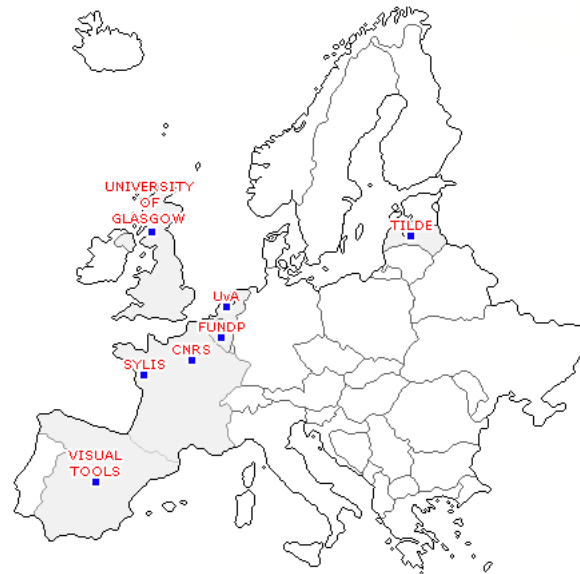 UNIVERSITY
OF
GLASGOW
TILDE
UvA
FUNDP
CNRS
SYLIS
VISUAL
TOOLS